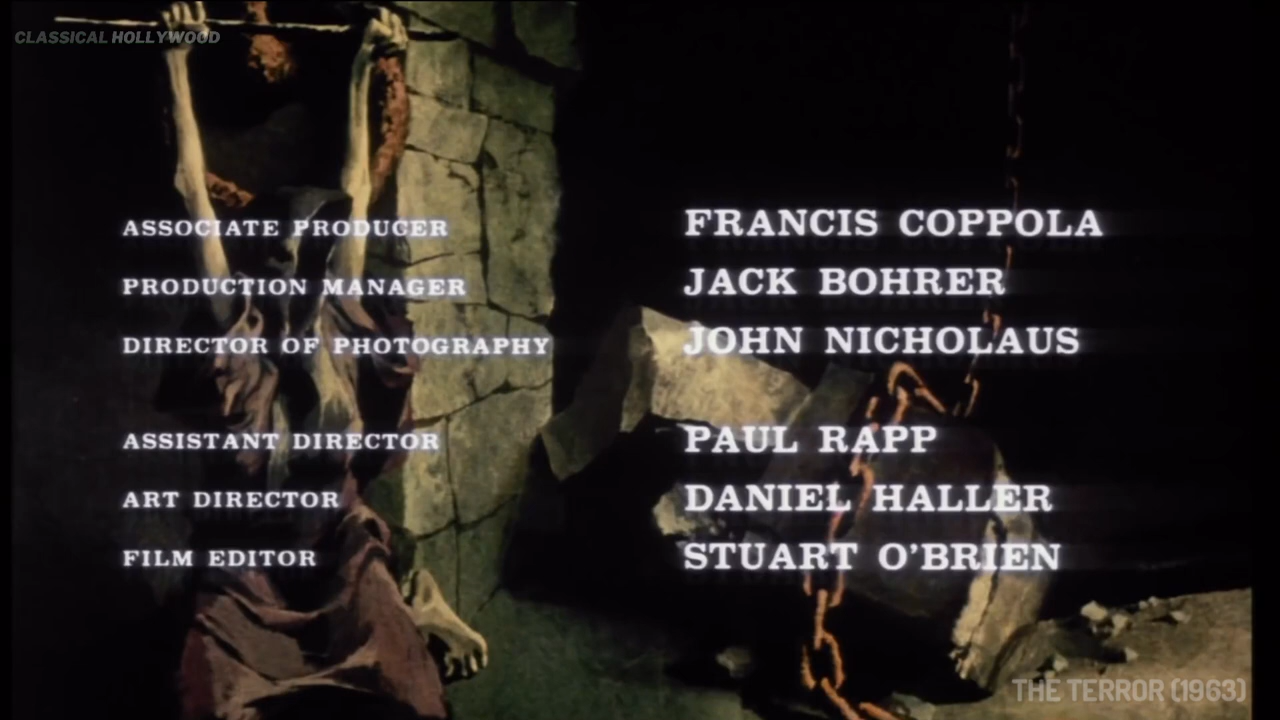 CLASSICAL HOLLYWOOD
ASSOCIATE PRODUCER FRANCIS COPPOLA
PRODUCTION MANAGER JACK BOHRER
DIRECTOR OF PHOTOGRAPHY JOHN NICHOLAUS
ASSISTANT DIRECTOR PAUL RAPP
ART DIRECTOR DANIEL HALLER
FILM EDITOR STUART O'BRIEN
THE TERROR (1963)